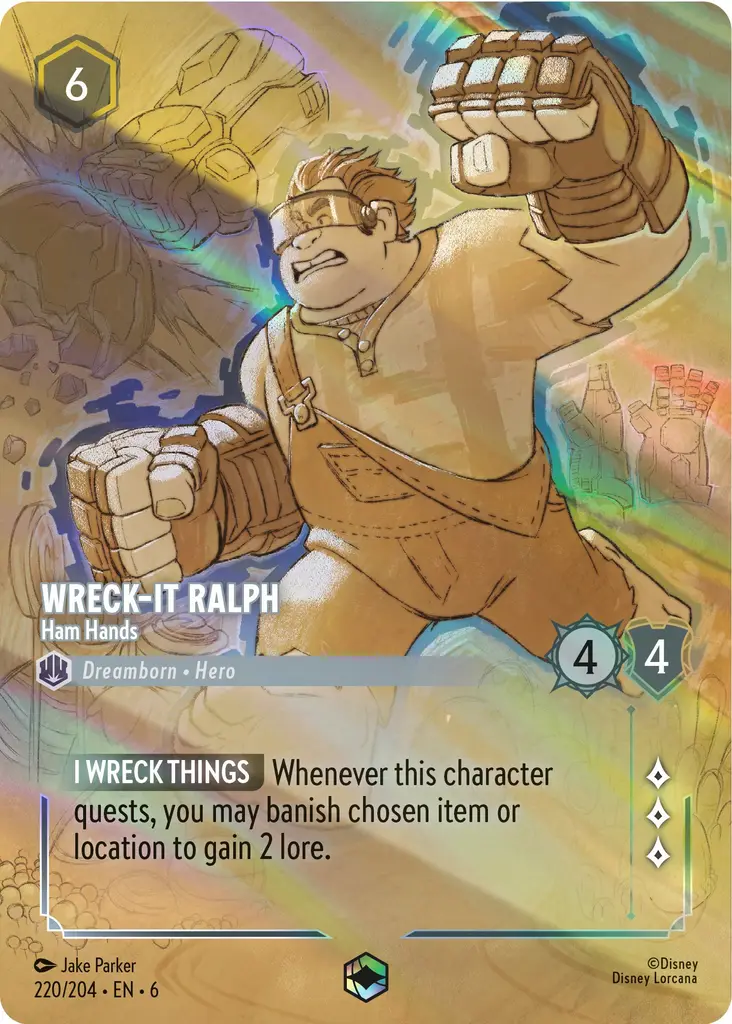 6
WRECK-IT RALPH
Ham Hands
Dreamborn • Hero
4 4
I WRECK THINGS Whenever this character
quests, you may banish chosen item or
location to gain 2 lore.
Jake Parker
220/204 • EN • 6
©Disney
Disney Lorcana